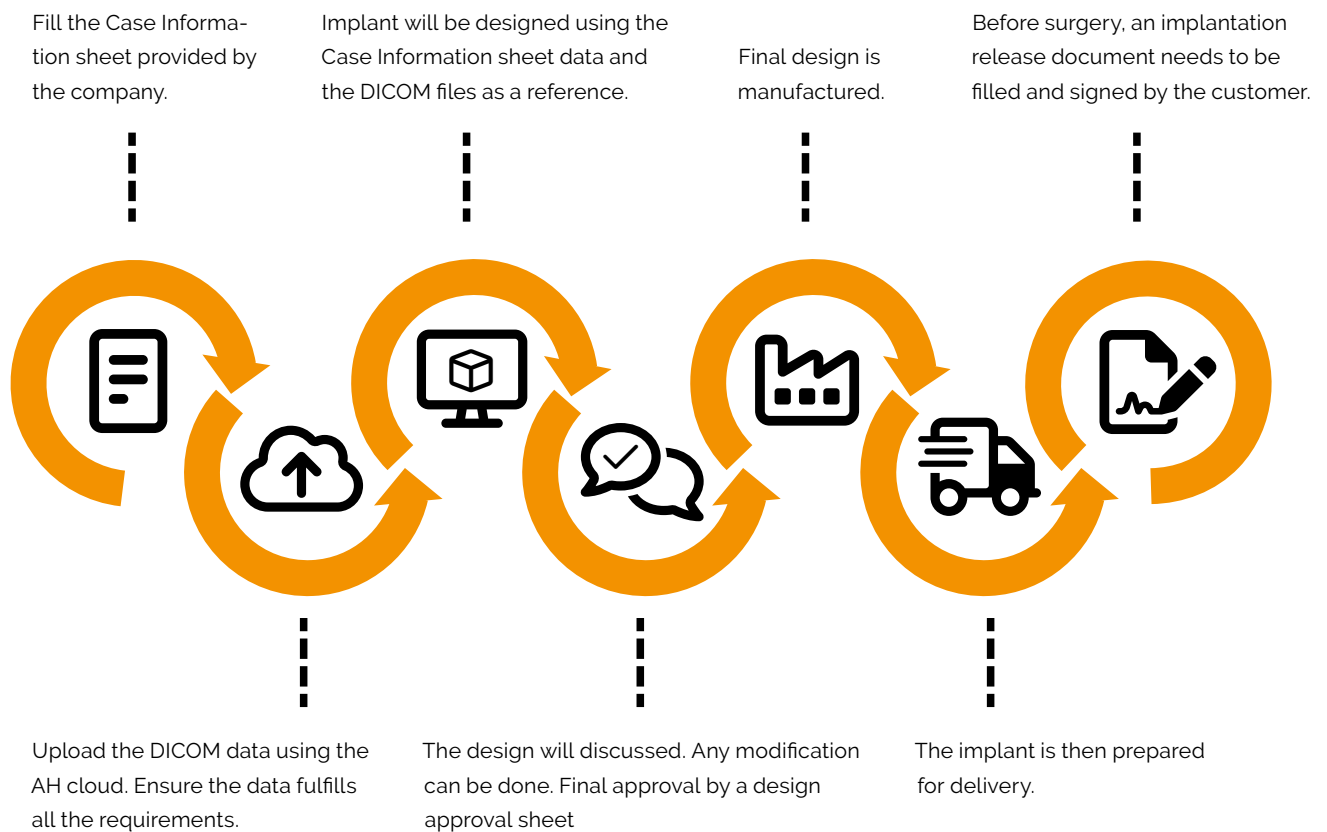 Fill the Case Informa-
tion sheet provided by
the company.
Implant will be designed using the
Case Information sheet data and
the DICOM files as a reference.
Final design is
manufactured.
Before surgery, an implantation
release document needs to be
filled and signed by the customer.
Upload the DICOM data using the
AH cloud. Ensure the data fulfills
all the requirements.
The design will discussed. Any modification
can be done. Final approval by a design
approval sheet
The implant is then prepared
for delivery.